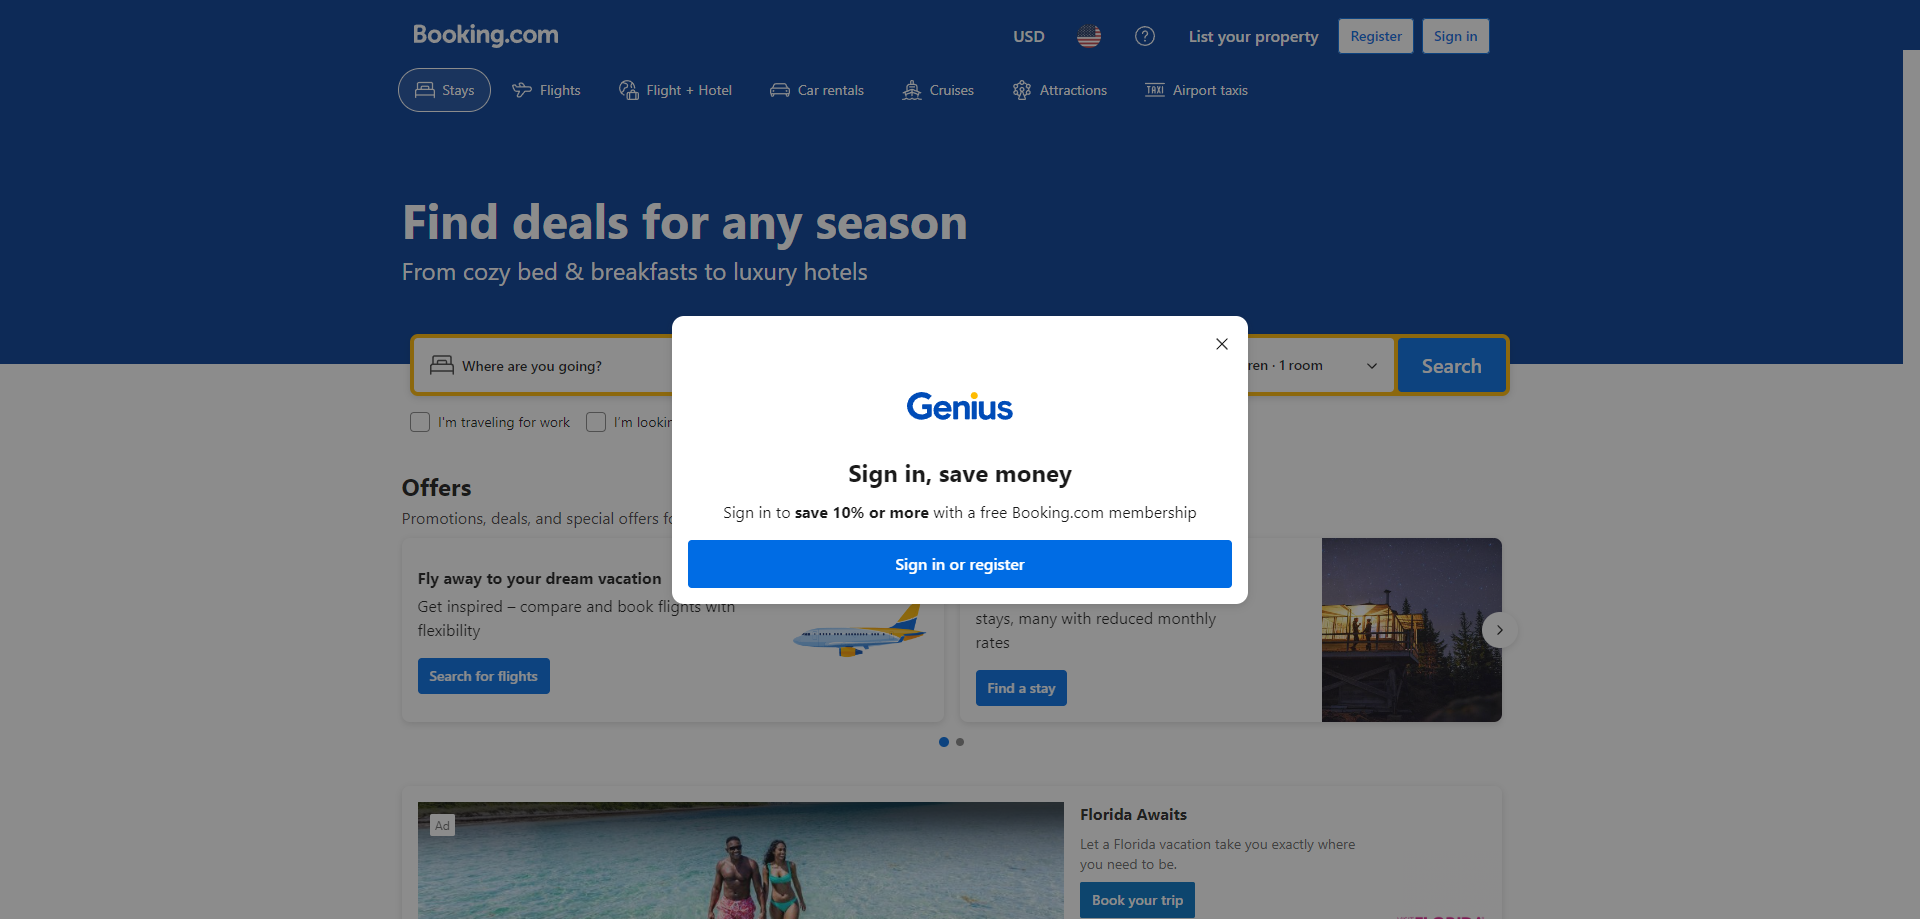 Booking.com
USD
List your property
Register
Sign in
Stays
Flights
Flight + Hotel
Car rentals
Cruises
Attractions
TAXI Airport taxis
Find deals for any season
From cozy bed & breakfasts to luxury hotels
Where are you going?
ren · 1 room
Search
I'm traveling for work
I'm lookin
Genius
Sign in, save money
Sign in to save 10% or more with a free Booking.com membership
Sign in or register
Offers
Promotions, deals, and special offers fo
Fly away to your dream vacation
Get inspired – compare and book flights with
flexibility
Search for flights
stays, many with reduced monthly
rates
Find a stay
Ad
Florida Awaits
Let a Florida vacation take you exactly where
you need to be.
Book your trip